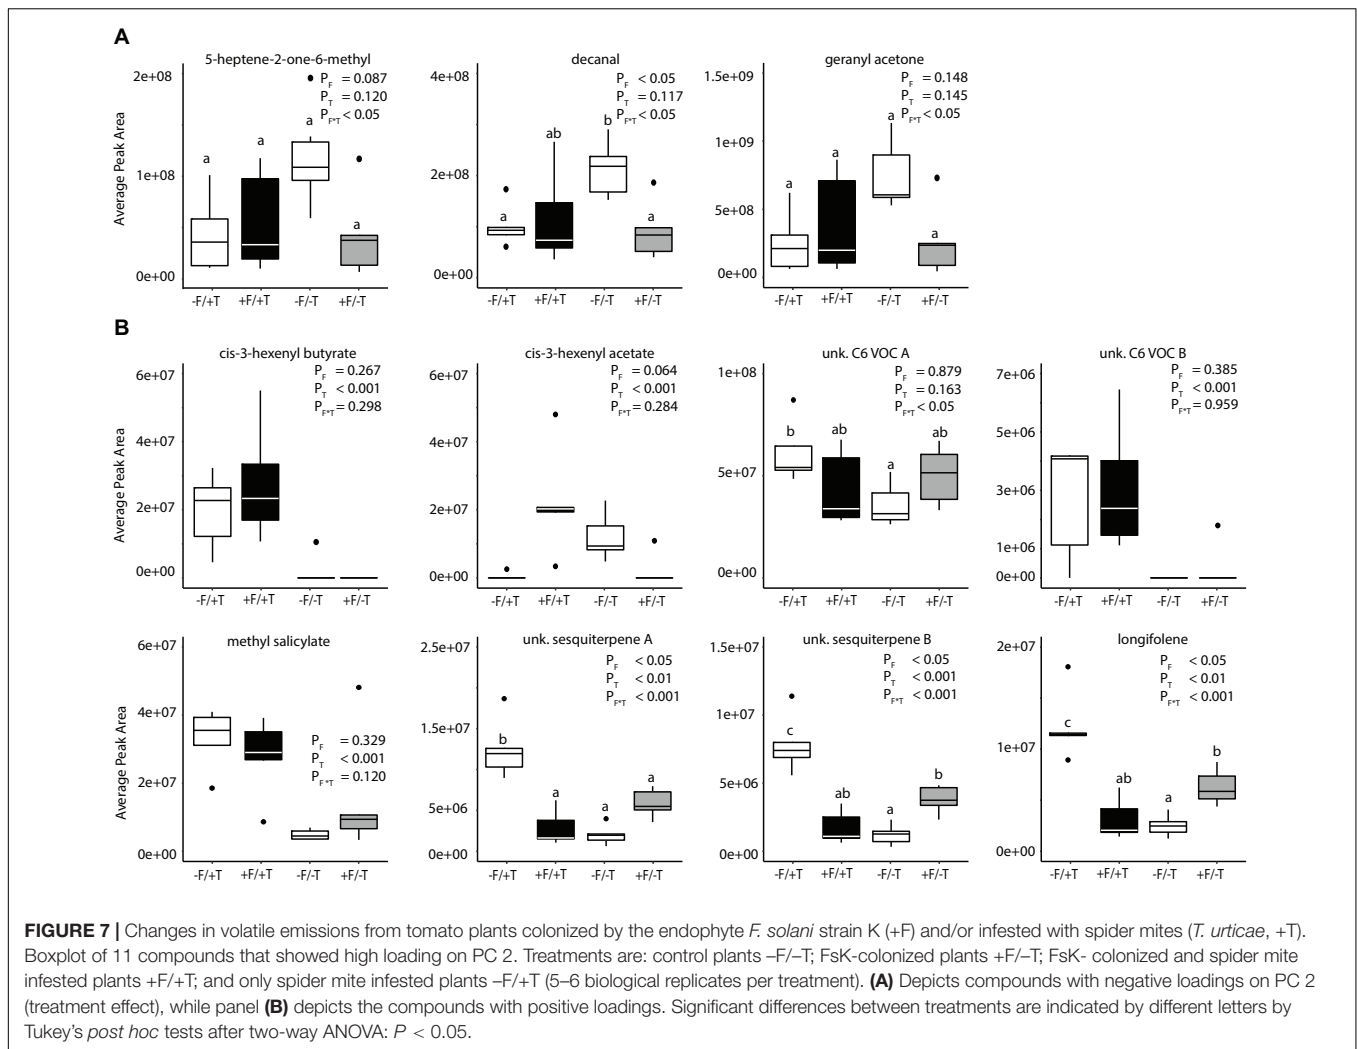 A
5-heptene-2-one-6-methyl
decanal
geranyl acetone
Average Peak Area
2e+08
1e+08
0e+00
P_F = 0.087
P_T = 0.120
P_F*T < 0.05
a
a
a
a
-F/+T +F/+T -F/-T +F/-T
4e+08
2e+08
0e+00
P_F < 0.05
P_T = 0.117
P_F*T < 0.05
a
ab
b
a
-F/+T +F/+T -F/-T +F/-T
1.5e+09
1e+09
5e+08
0e+00
P_F = 0.148
P_T = 0.145
P_F*T < 0.05
a
a
a
a
-F/+T +F/+T -F/-T +F/-T
B
cis-3-hexenyl butyrate
cis-3-hexenyl acetate
unk. C6 VOC A
unk. C6 VOC B
Average Peak Area
6e+07
4e+07
2e+07
0e+00
P_F = 0.267
P_T < 0.001
P_F*T = 0.298
-F/+T +F/+T -F/-T +F/-T
6e+07
4e+07
2e+07
0e+00
P_F = 0.064
P_T < 0.001
P_F*T = 0.284
-F/+T +F/+T -F/-T +F/-T
1e+08
5e+07
0e+00
P_F = 0.879
P_T = 0.163
P_F*T < 0.05
b
ab
a
ab
-F/+T +F/+T -F/-T +F/-T
7e+06
5e+06
3e+06
1e+06
0e+00
P_F = 0.385
P_T < 0.001
P_F*T = 0.959
-F/+T +F/+T -F/-T +F/-T
methyl salicylate
unk. sesquiterpene A
unk. sesquiterpene B
longifolene
Average Peak Area
6e+07
4e+07
2e+07
0e+00
P_F = 0.329
P_T < 0.001
P_F*T = 0.120
-F/+T +F/+T -F/-T +F/-T
2.5e+07
1.5e+07
5e+06
0e+00
P_F < 0.05
P_T < 0.01
P_F*T < 0.001
b
a
a
a
-F/+T +F/+T -F/-T +F/-T
1.5e+07
1e+07
5e+06
0e+00
P_F < 0.05
P_T < 0.001
P_F*T < 0.001
c
ab
a
b
-F/+T +F/+T -F/-T +F/-T
2e+07
1e+07
0e+00
P_F < 0.05
P_T < 0.01
P_F*T < 0.001
c
ab
a
b
-F/+T +F/+T -F/-T +F/-T
FIGURE 7 | Changes in volatile emissions from tomato plants colonized by the endophyte F. solani strain K (+F) and/or infested with spider mites (T. urticae, +T).
Boxplot of 11 compounds that showed high loading on PC 2. Treatments are: control plants –F/–T; FsK-colonized plants +F/–T; FsK- colonized and spider mite
infested plants +F/+T; and only spider mite infested plants –F/+T (5–6 biological replicates per treatment). (A) Depicts compounds with negative loadings on PC 2
(treatment effect), while panel (B) depicts the compounds with positive loadings. Significant differences between treatments are indicated by different letters by
Tukey's post hoc tests after two-way ANOVA: P < 0.05.